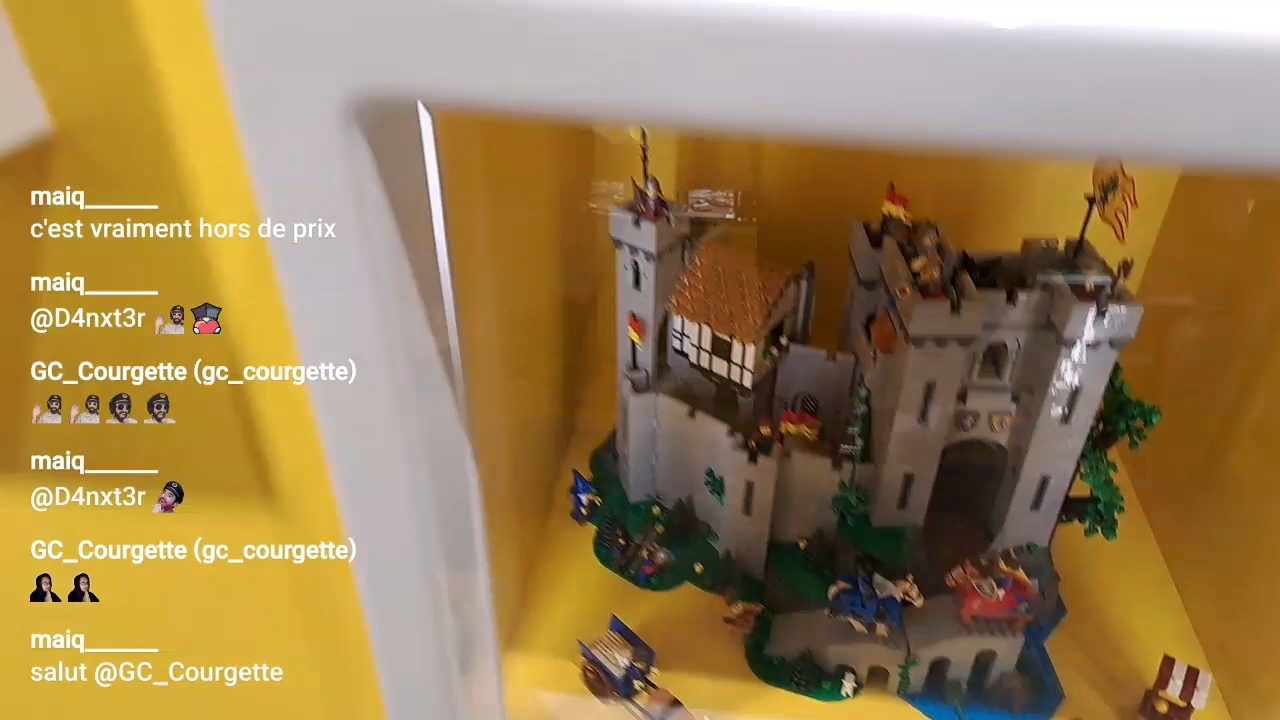 maiq______
c'est vraiment hors de prix
maiq______
@D4nxt3r
GC_Courgette (gc_courgette)
maiq______
@D4nxt3r
GC_Courgette (gc_courgette)
maiq______
salut @GC_Courgette